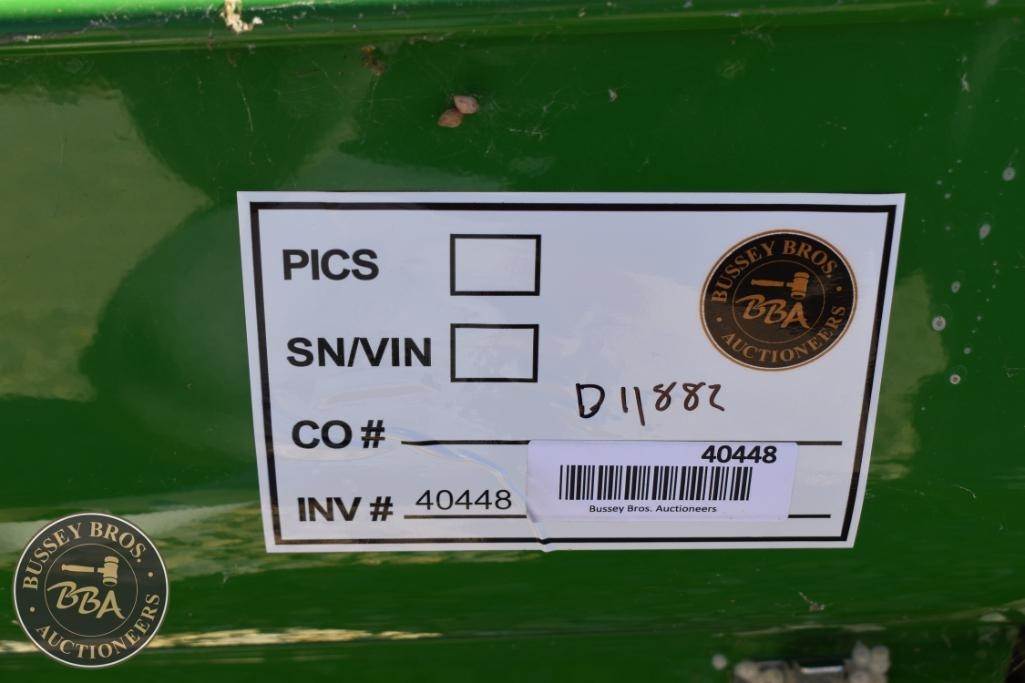 PICS
BUSSEY BROS.
BBA
AUCTIONEERS
SN/VIN
D11882
CO #
40448
INV # 40448
Bussey Bros. Auctioneers
BUSSEY BROS.
BBA
AUCTIONEERS